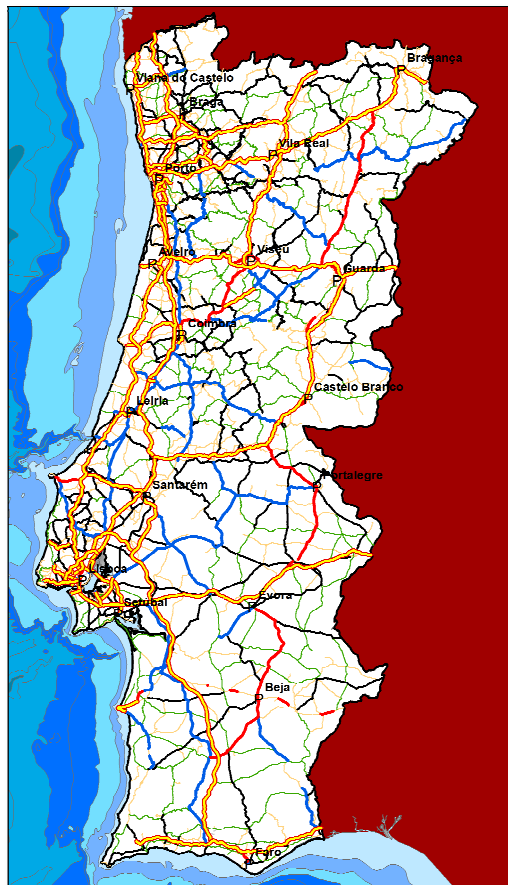 Bragança
Viana do Castelo
Braga
Vila Real
Porto
Aveiro
Viseu
Guarda
Coimbra
Castelo Branco
Leiria
Portalegre
Santarém
Lisboa
Évora
Setúbal
Beja
Faro